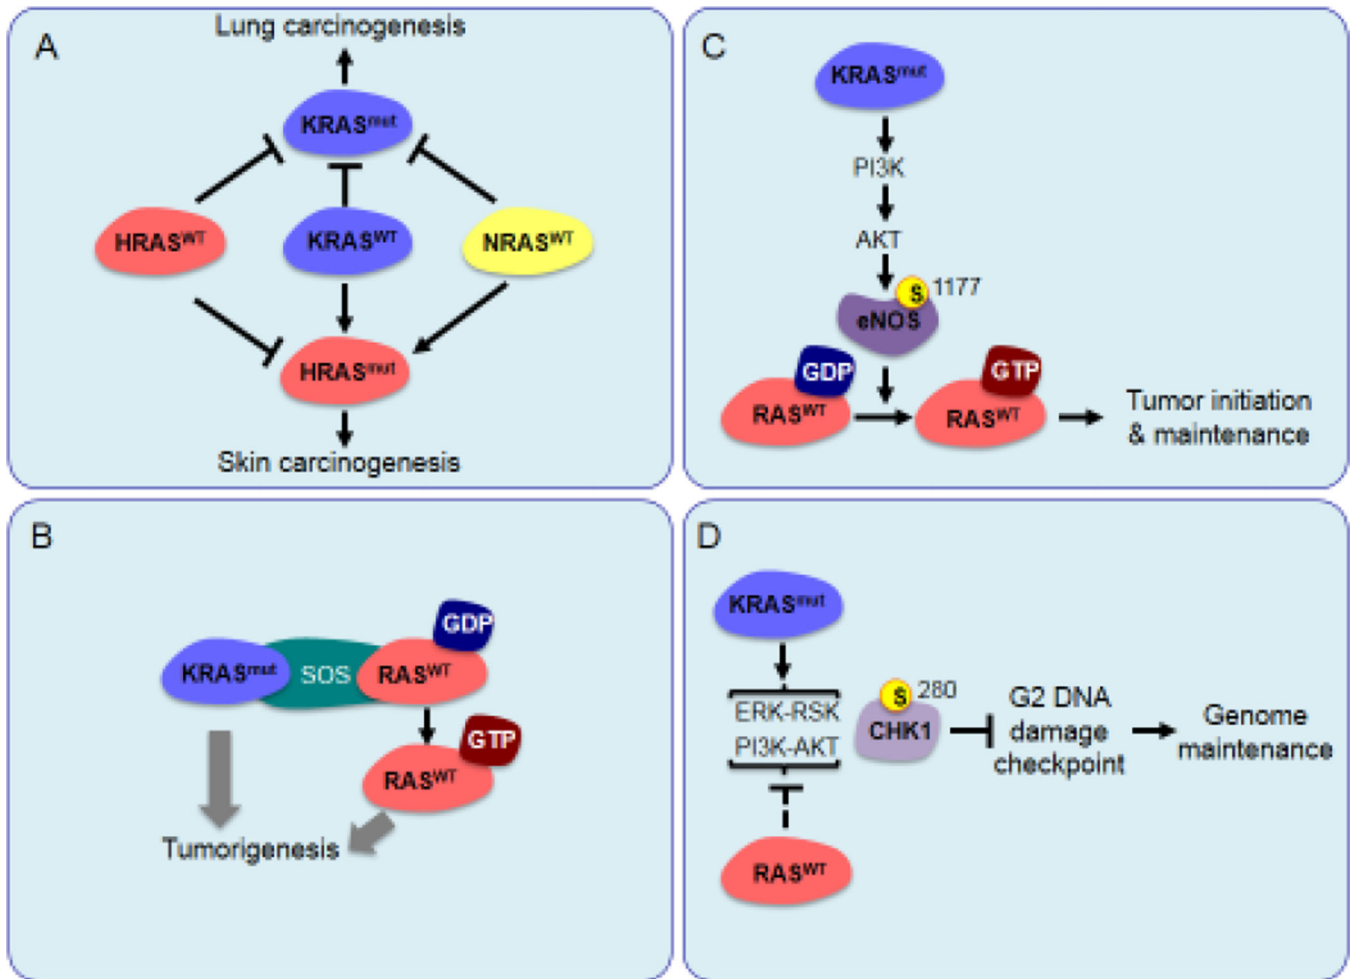 A
Lung carcinogenesis
KRASmut
HRASWT
KRASWT
NRASWT
HRASmut
Skin carcinogenesis
B
KRASmut
SOS
RASWT
GDP
RASWT
GTP
Tumorigenesis
C
KRASmut
PI3K
AKT
S
1177
eNOS
GDP
RASWT
GTP
RASWT
Tumor initiation
& maintenance
D
KRASmut
ERK-RSK
PI3K-AKT
S
280
CHK1
G2 DNA
damage
checkpoint
Genome
maintenance
RASWT